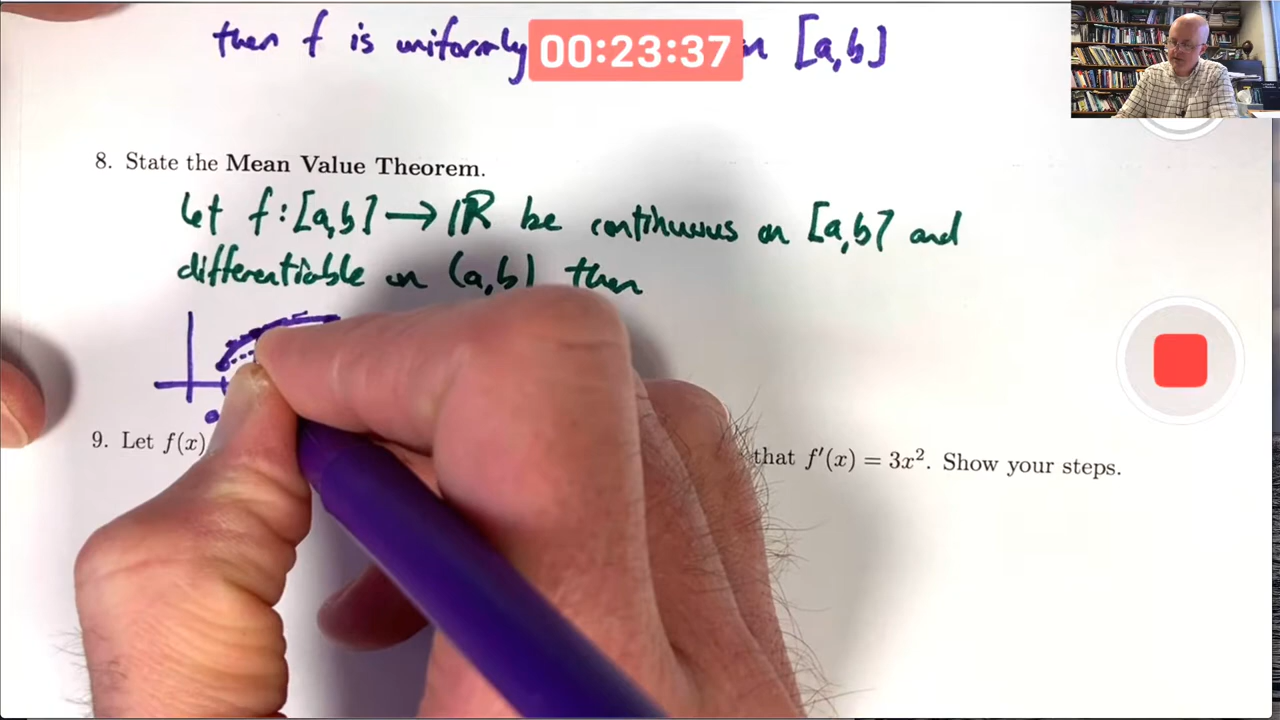 then f is uniformly
00:23:37
[a,b]
8. State the Mean Value Theorem.
Let f:[a,b]→ℝ be continuous on [a,b] and
differentiable on (a,b) then
9. Let f(x)
that f′(x) = 3x². Show your steps.